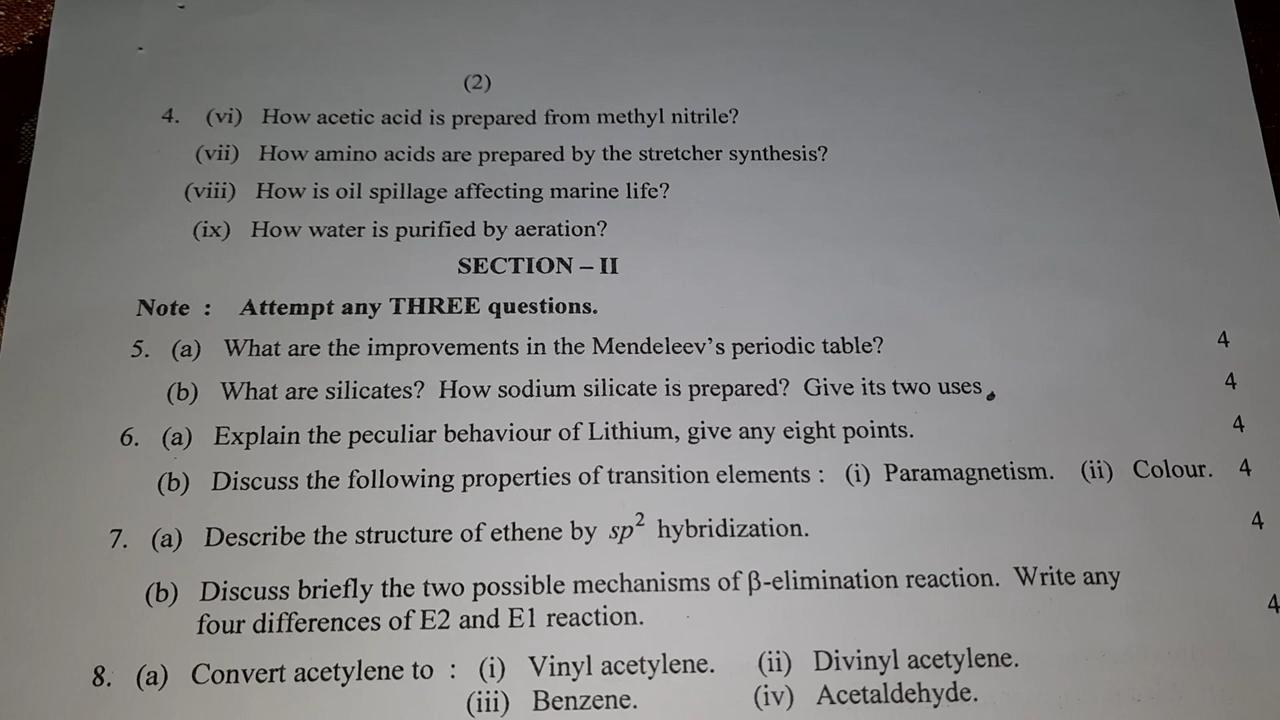 (2)
4. (vi) How acetic acid is prepared from methyl nitrile?
(vii) How amino acids are prepared by the stretcher synthesis?
(viii) How is oil spillage affecting marine life?
(ix) How water is purified by aeration?
SECTION – II
Note : Attempt any THREE questions.
5. (a) What are the improvements in the Mendeleev's periodic table? 4
(b) What are silicates? How sodium silicate is prepared? Give its two uses. 4
6. (a) Explain the peculiar behaviour of Lithium, give any eight points. 4
(b) Discuss the following properties of transition elements : (i) Paramagnetism. (ii) Colour. 4
7. (a) Describe the structure of ethene by sp² hybridization. 4
(b) Discuss briefly the two possible mechanisms of β-elimination reaction. Write any
four differences of E2 and E1 reaction. 4
8. (a) Convert acetylene to : (i) Vinyl acetylene. (ii) Divinyl acetylene.
(iii) Benzene. (iv) Acetaldehyde.